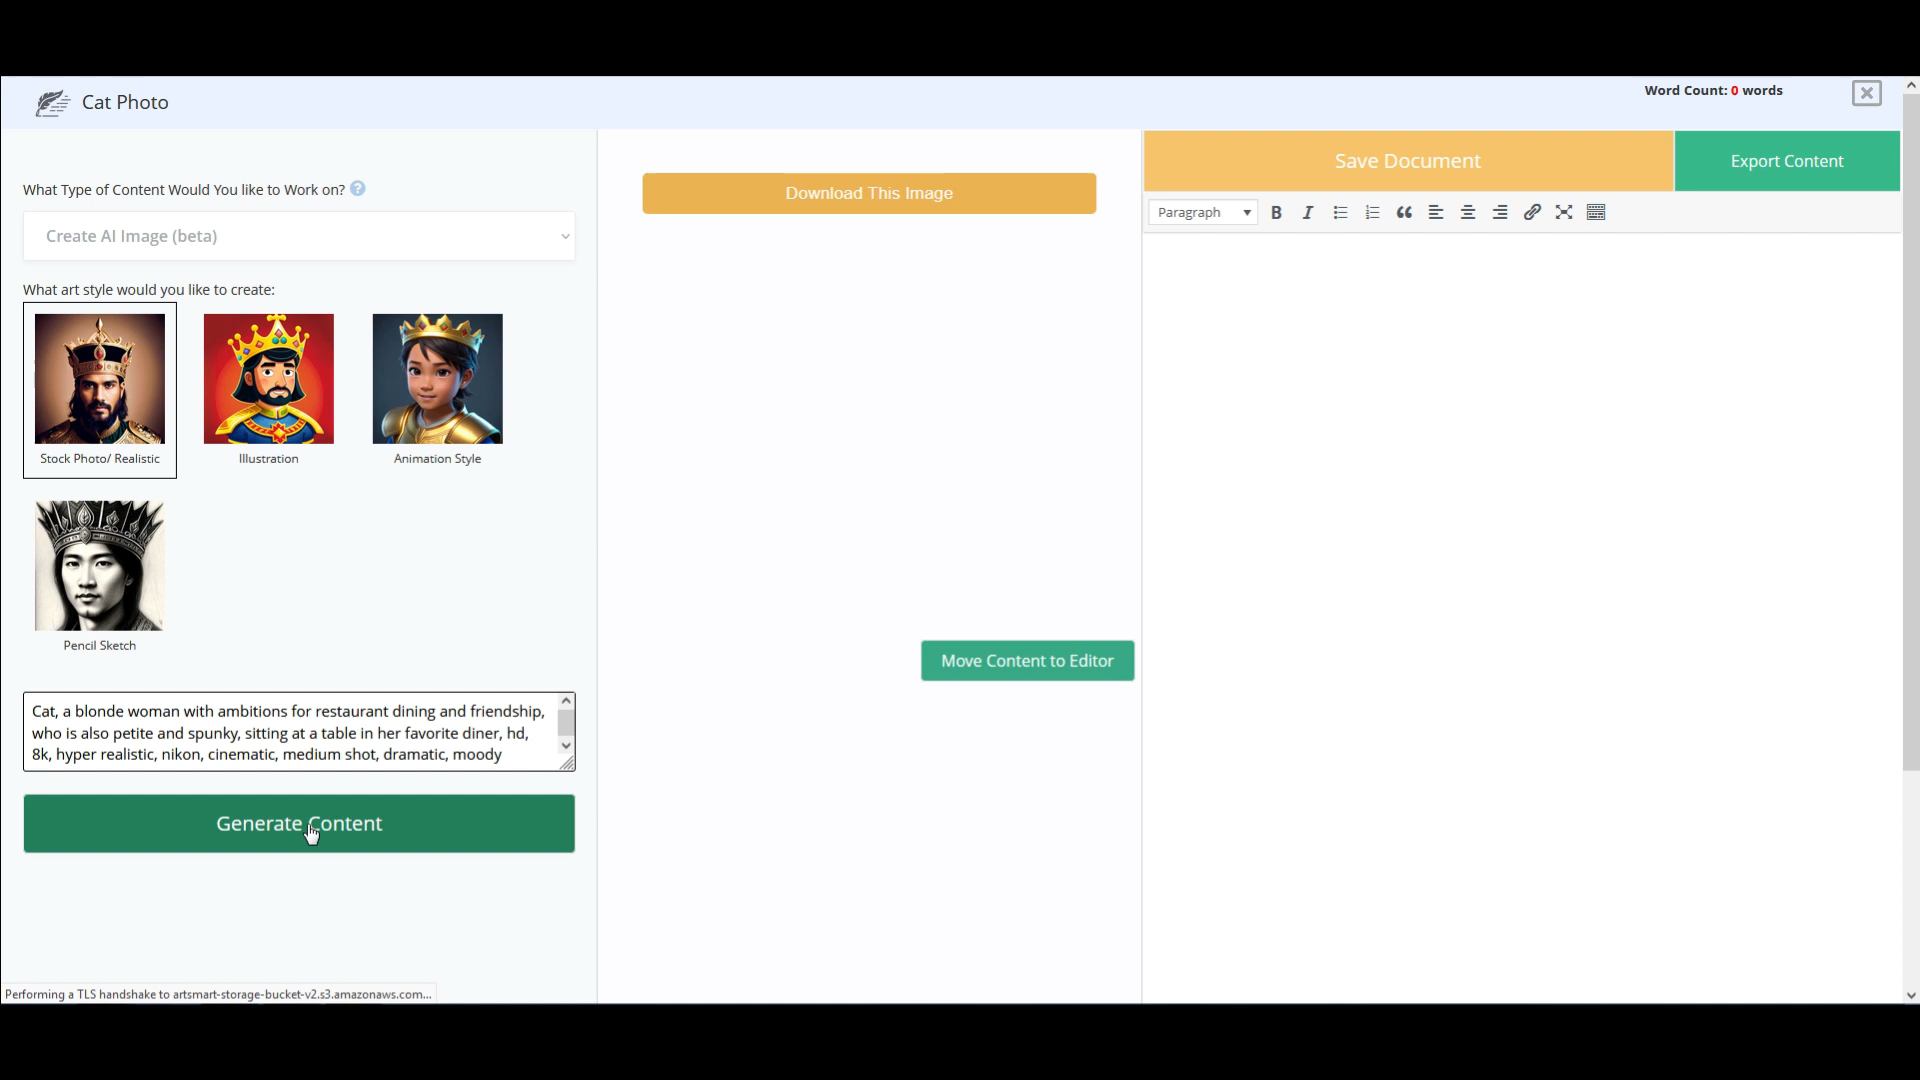 Cat Photo
Word Count: 0 words
What Type of Content Would You like to Work on?
Create AI Image (beta)
What art style would you like to create:
Stock Photo/ Realistic
Illustration
Animation Style
Pencil Sketch
Cat, a blonde woman with ambitions for restaurant dining and friendship,
who is also petite and spunky, sitting at a table in her favorite diner, hd,
8k, hyper realistic, nikon, cinematic, medium shot, dramatic, moody
Generate Content
Performing a TLS handshake to artsmart-storage-bucket-v2.s3.amazonaws.com...
Download This Image
Move Content to Editor
Save Document
Export Content
Paragraph
B
I